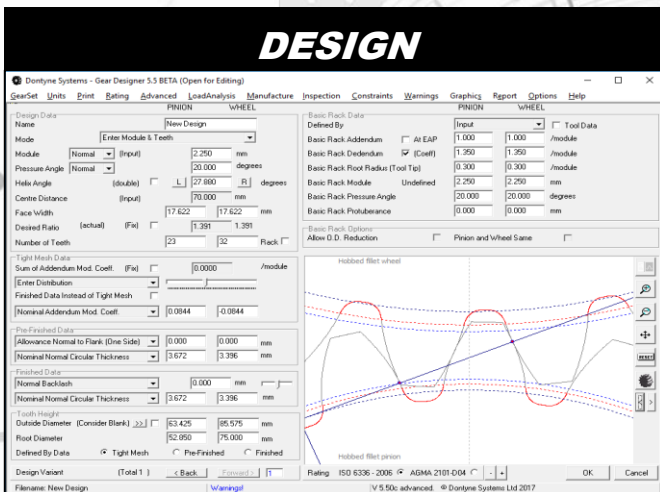 DESIGN
Dontyne Systems - Gear Designer 5.5 BETA (Open for Editing)
GearSet Units Print Rating Advanced LoadAnalysis Manufacture Inspection Constraints Warnings Graphics Report Options Help
PINION WHEEL
Design Data
Name New Design
Mode Enter Module & Teeth
Module Normal (Input) 2.250 mm
Pressure Angle Normal 20.000 degrees
Helix Angle (double) L 27.880 R degrees
Centre Distance (Input) 70.000 mm
Face Width 17.622 17.622 mm
Desired Ratio (actual) (Fix) 1.391 1.391
Number of Teeth 23 32 Rack
Tight Mesh Data
Sum of Addendum Mod. Coeff. (Fix) 0.0000 /module
Enter Distribution
Finished Data Instead of Tight Mesh
Nominal Addendum Mod. Coeff. 0.0844 -0.0844
Pre-Finished Data
Allowance Normal to Flank (One Side) 0.000 0.000 mm
Nominal Normal Circular Thickness 3.672 3.396 mm
Finished Data
Normal Backlash 0.000 mm
Nominal Normal Circular Thickness 3.672 3.396 mm
Tooth Height
Outside Diameter (Consider Blank) >> 63.425 85.575 mm
Root Diameter 52.850 75.000 mm
Defined By Data Tight Mesh Pre-Finished Finished
Design Variant (Total 1 ) < Back Forward > 1
Filename: New Design Warnings!
PINION WHEEL
Basic Rack Data
Defined By Input Tool Data
Basic Rack Addendum At EAP 1.000 1.000 /module
Basic Rack Dedendum (Coeff) 1.350 1.350 /module
Basic Rack Root Radius (Tool Tip) 0.300 0.300 /module
Basic Rack Module Undefined 2.250 2.250 mm
Basic Rack Pressure Angle 20.000 20.000 degrees
Basic Rack Protuberance 0.000 0.000 mm
Basic Rack Options
Allow O.D. Reduction Pinion and Wheel Same
Hobbed fillet wheel
RESET
Hobbed fillet pinion
Rating: ISO 6336 - 2006 AGMA 2101-D04 - + OK Cancel
V 5.50c advanced. © Dontyne Systems Ltd 2017